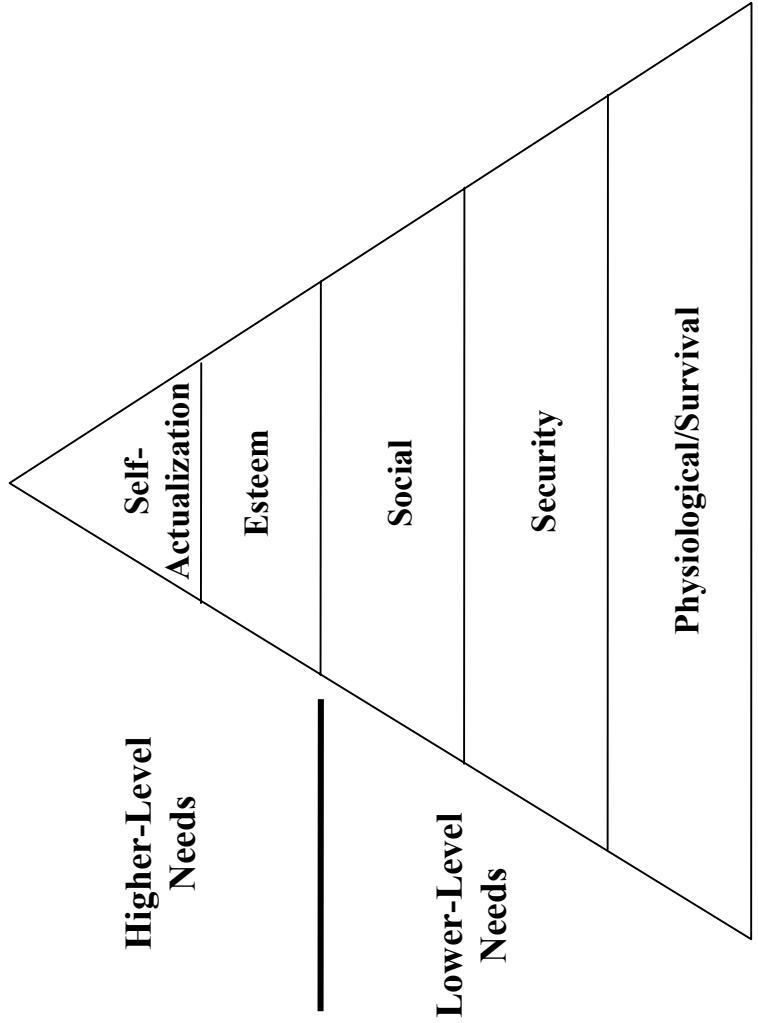 Higher-Level
Needs
Lower-Level
Needs
Self-
Actualization
Esteem
Social
Security
Physiological/Survival